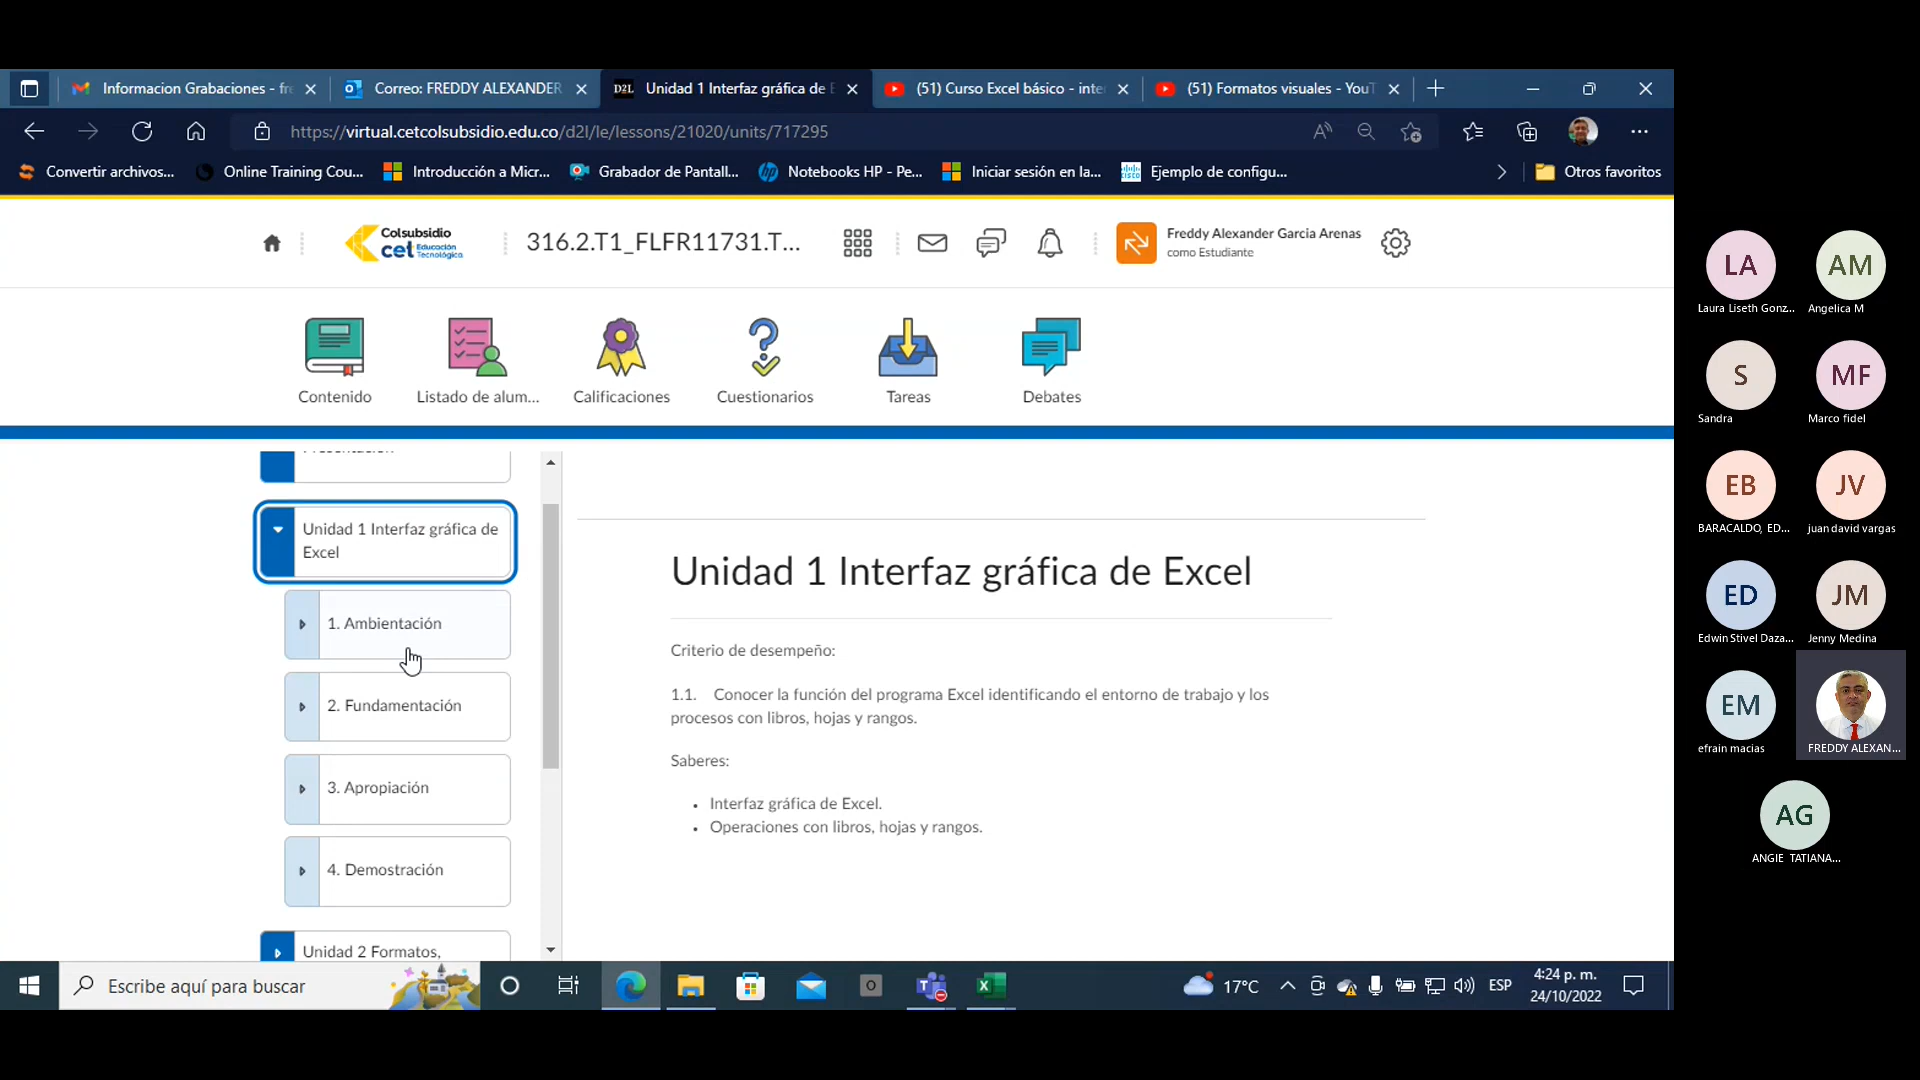 Informacion Grabaciones - fre
Correo: FREDDY ALEXANDER
D2L Unidad 1 Interfaz gráfica de E
(51) Curso Excel básico - inter
(51) Formatos visuales - YouT
https://virtual.cetcolsubsidio.edu.co/d2l/le/lessons/21020/units/717295
Convertir archivos...
Online Training Cou...
Introducción a Micr...
Grabador de Pantall...
Notebooks HP - Pe...
Iniciar sesión en la...
Ejemplo de configu...
Otros favoritos
Colsubsidio
cet Educación Tecnológica
316.2.T1_FLFR11731.T...
Freddy Alexander Garcia Arenas
como Estudiante
Contenido
Listado de alum...
Calificaciones
Cuestionarios
Tareas
Debates
Presentación
Unidad 1 Interfaz gráfica de
Excel
1. Ambientación
2. Fundamentación
3. Apropiación
4. Demostración
Unidad 2 Formatos,
Unidad 1 Interfaz gráfica de Excel
Criterio de desempeño:
1.1. Conocer la función del programa Excel identificando el entorno de trabajo y los
procesos con libros, hojas y rangos.
Saberes:
• Interfaz gráfica de Excel.
• Operaciones con libros, hojas y rangos.
Escribe aquí para buscar
17°C
ESP
4:24 p. m.
24/10/2022
LA
Laura Liseth Gonz...
AM
Angelica M
S
Sandra
MF
Marco fidel
EB
BARACALDO, ED...
JV
juan david vargas
ED
Edwin Stivel Daza...
JM
Jenny Medina
EM
efrain macias
FREDDY ALEXAN...
AG
ANGIE TATIANA...